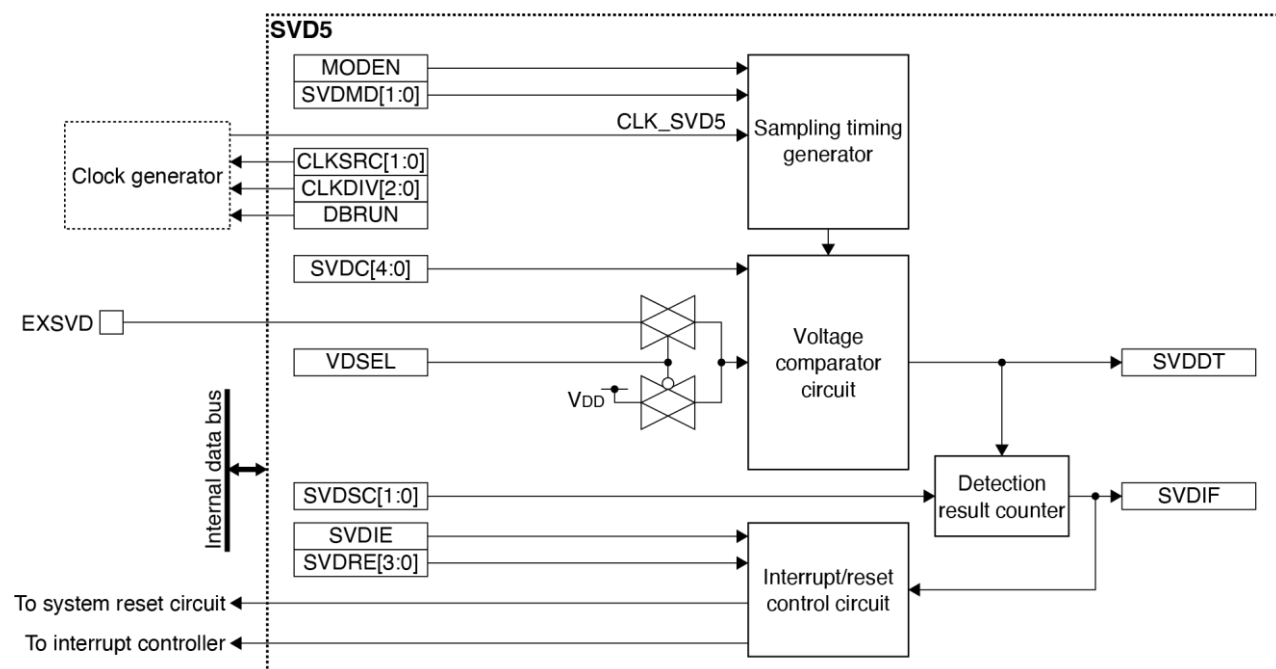 SVD5
MODEN
SVDMD[1:0]
CLK_SVD5
Sampling timing
generator
Clock generator
CLKSRC[1:0]
CLKDIV[2:0]
DBRUN
SVDC[4:0]
EXSVD
VDSEL
VDD
Voltage
comparator
circuit
SVDDT
Internal data bus
SVDSC[1:0]
Detection
result counter
SVDIF
SVDIE
SVDRE[3:0]
Interrupt/reset
control circuit
To system reset circuit
To interrupt controller